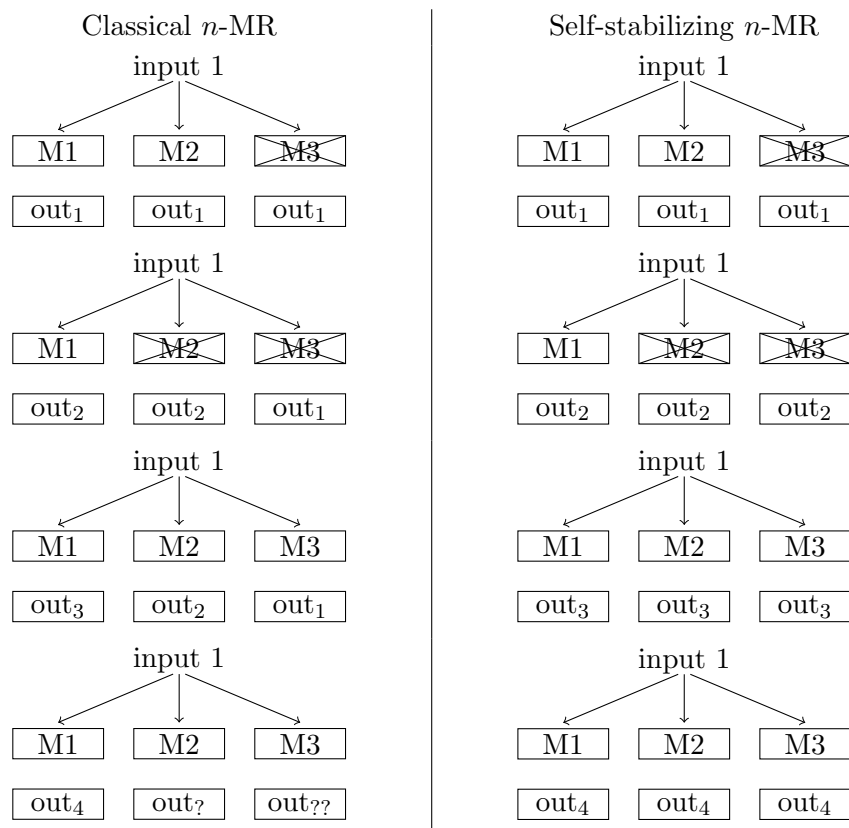 Classical n-MR Self-stabilizing n-MR
input 1 input 1
M1 M2 M3 M1 M2 M3
out₁ out₁ out₁ out₁ out₁ out₁
input 1 input 1
M1 M2 M3 M1 M2 M3
out₂ out₂ out₁ out₂ out₂ out₂
input 1 input 1
M1 M2 M3 M1 M2 M3
out₃ out₂ out₁ out₃ out₃ out₃
input 1 input 1
M1 M2 M3 M1 M2 M3
out₄ out? out?? out₄ out₄ out₄